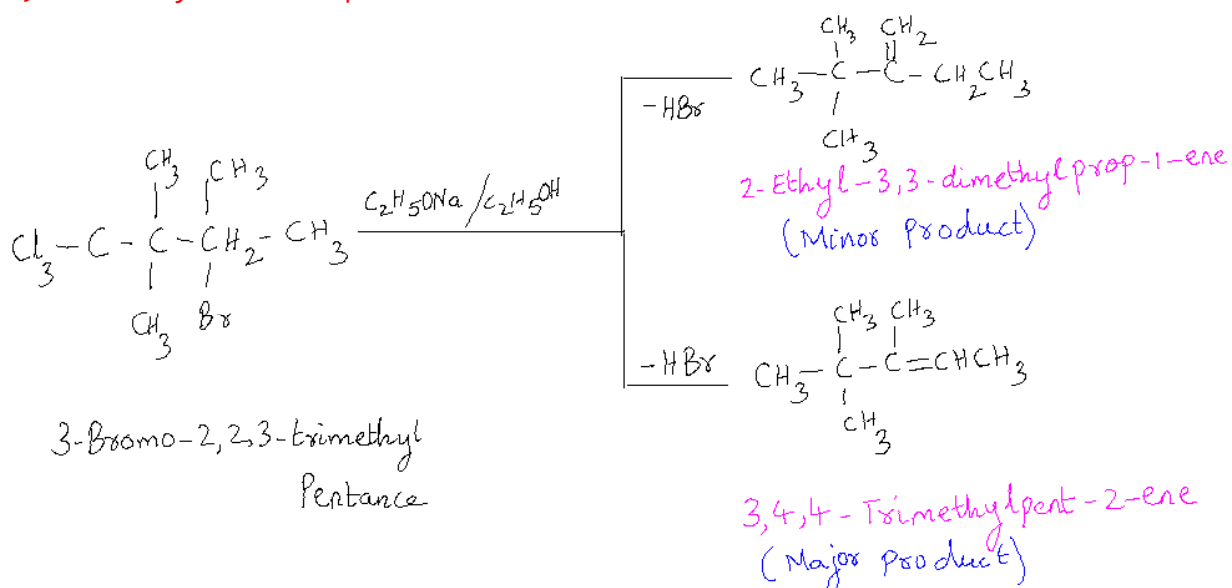 CH3 CH2
CH3-C-C-CH2CH3
-HBr
CH3
2-Ethyl-3,3-dimethylprop-1-ene
(Minor Product)
CH3 CH3
Cl3-C-C-CH2-CH3
C2H5ONa/C2H5OH
CH3 Br
CH3 CH3
-HBr
CH3-C-C=CHCH3
CH3
3-Bromo-2,2,3-trimethyl
Pentance
3,4,4-Trimethylpent-2-ene
(Major product)